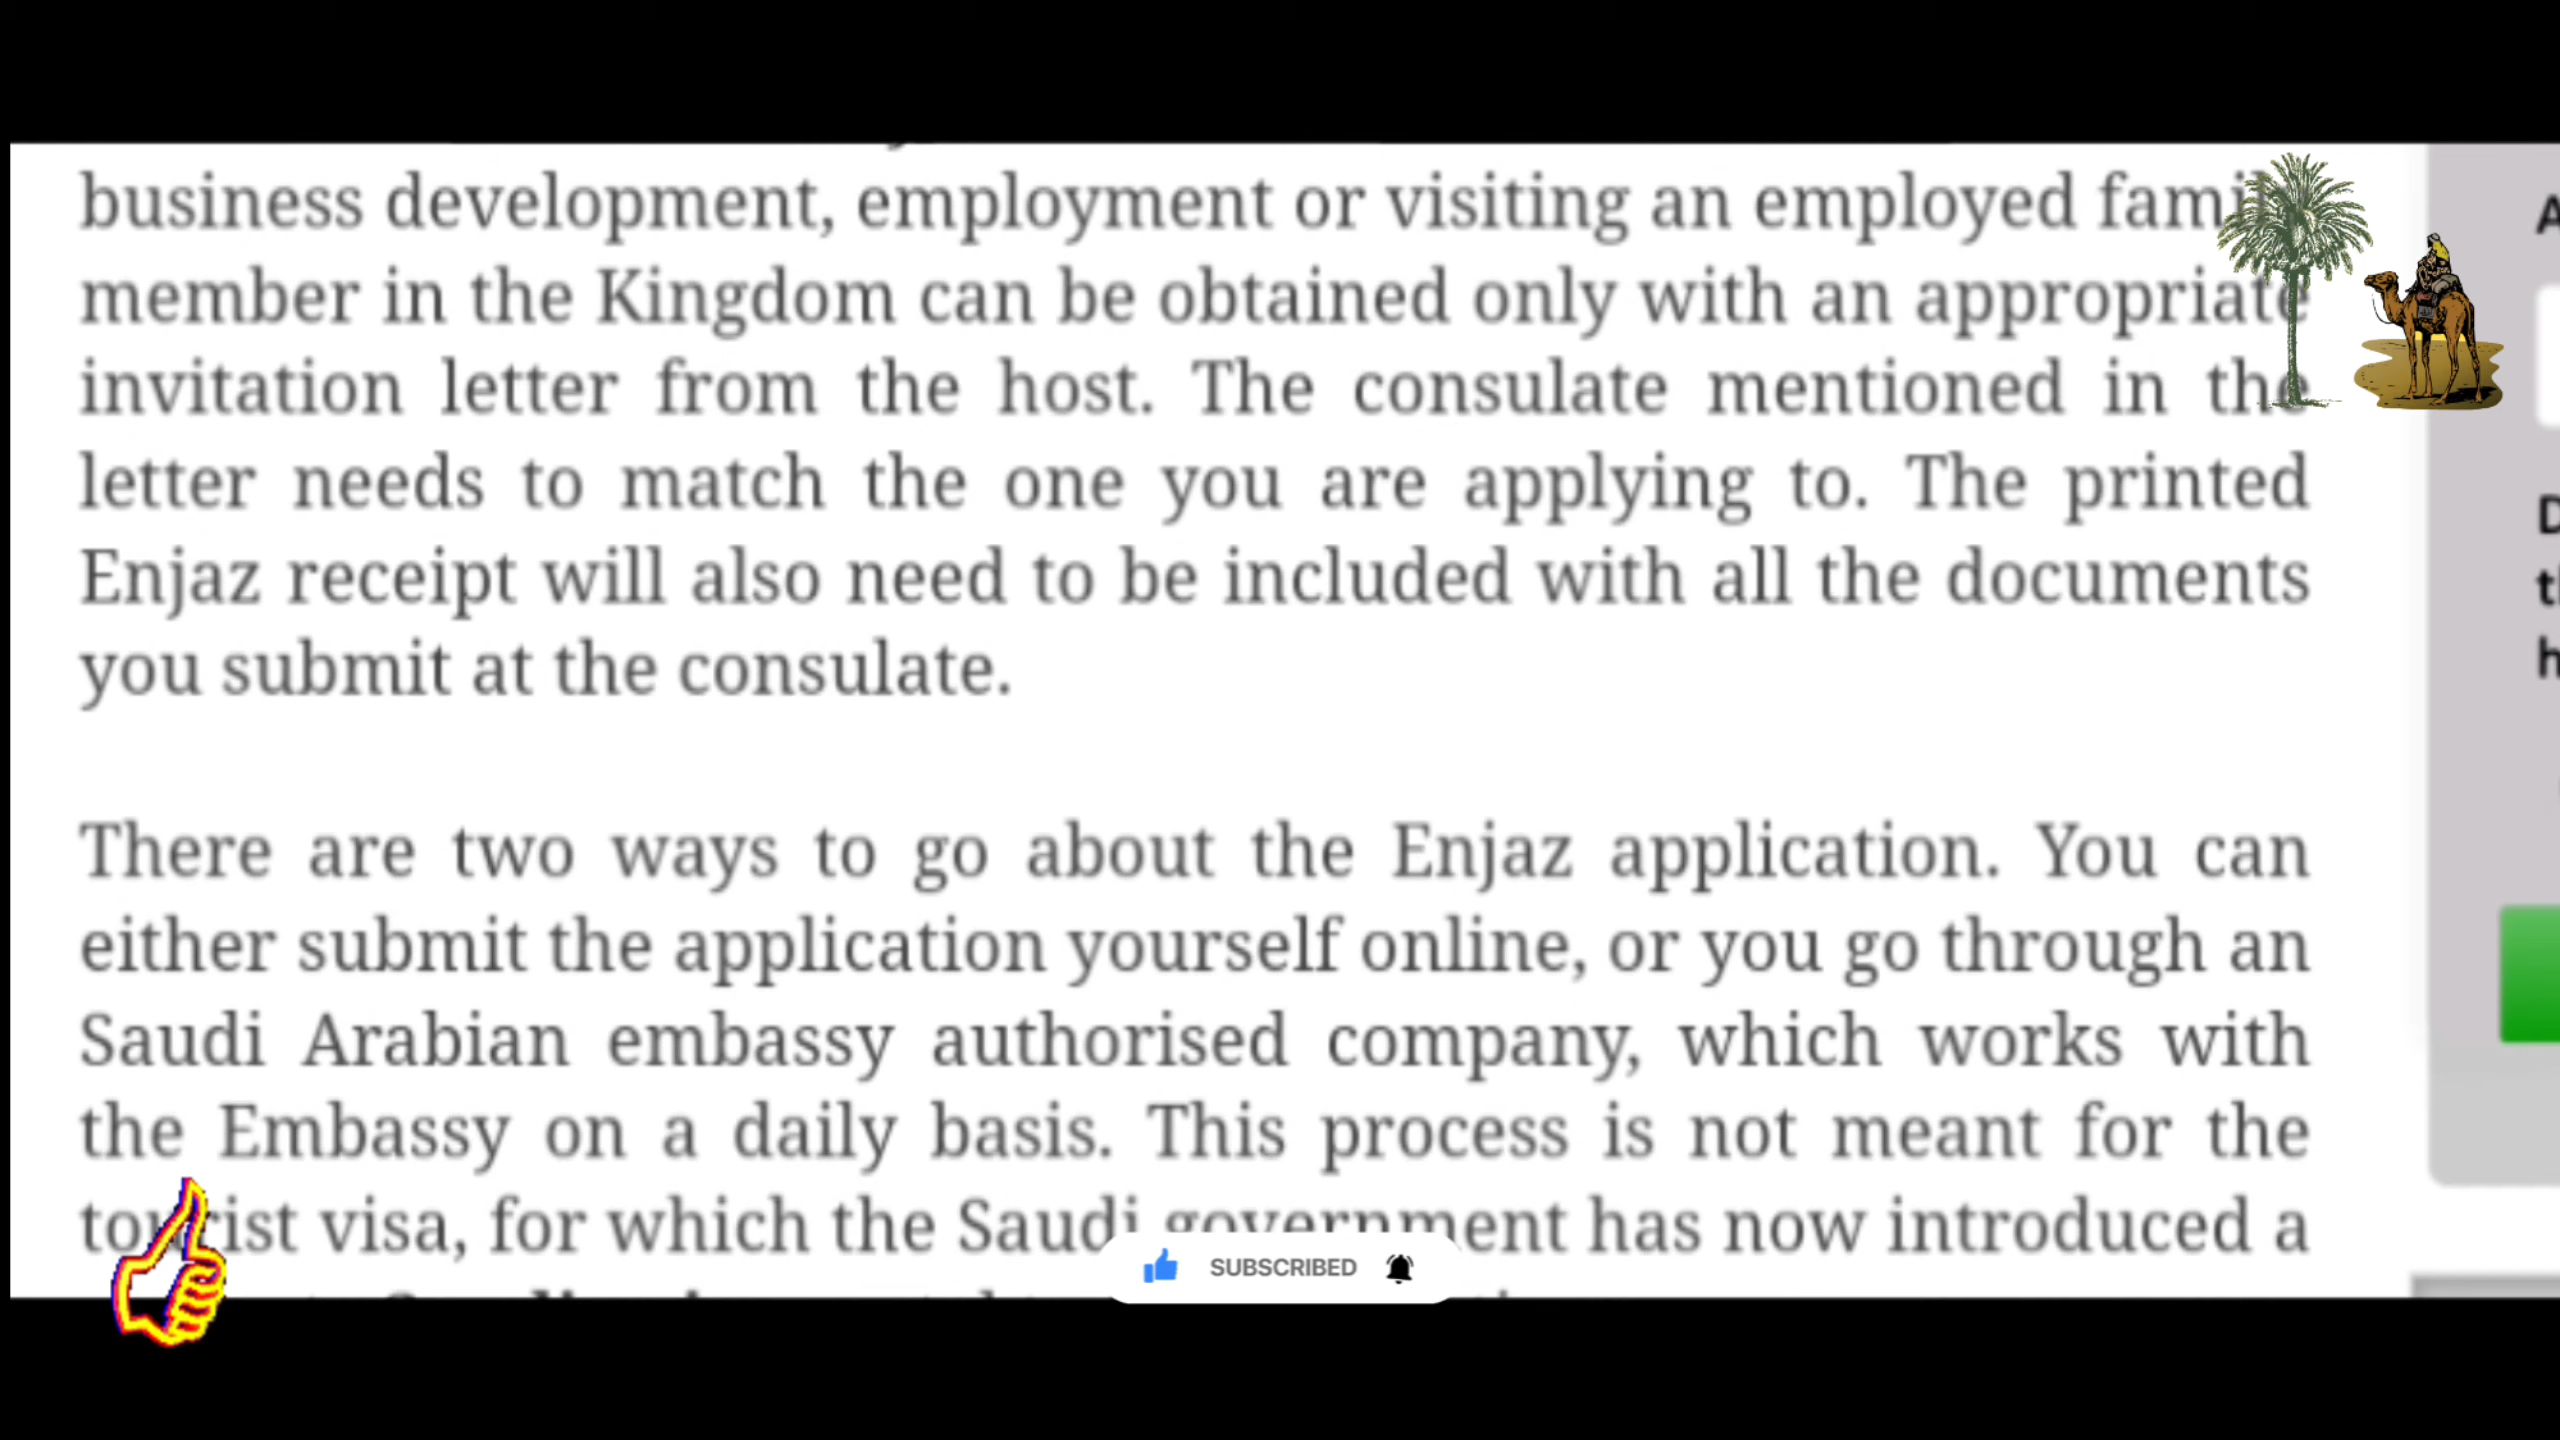 business development, employment or visiting an employed family
member in the Kingdom can be obtained only with an appropriate
invitation letter from the host. The consulate mentioned in the
letter needs to match the one you are applying to. The printed
Enjaz receipt will also need to be included with all the documents
you submit at the consulate.
There are two ways to go about the Enjaz application. You can
either submit the application yourself online, or you go through an
Saudi Arabian embassy authorised company, which works with
the Embassy on a daily basis. This process is not meant for the
tourist visa, for which the Saudi government has now introduced a
SUBSCRIBED